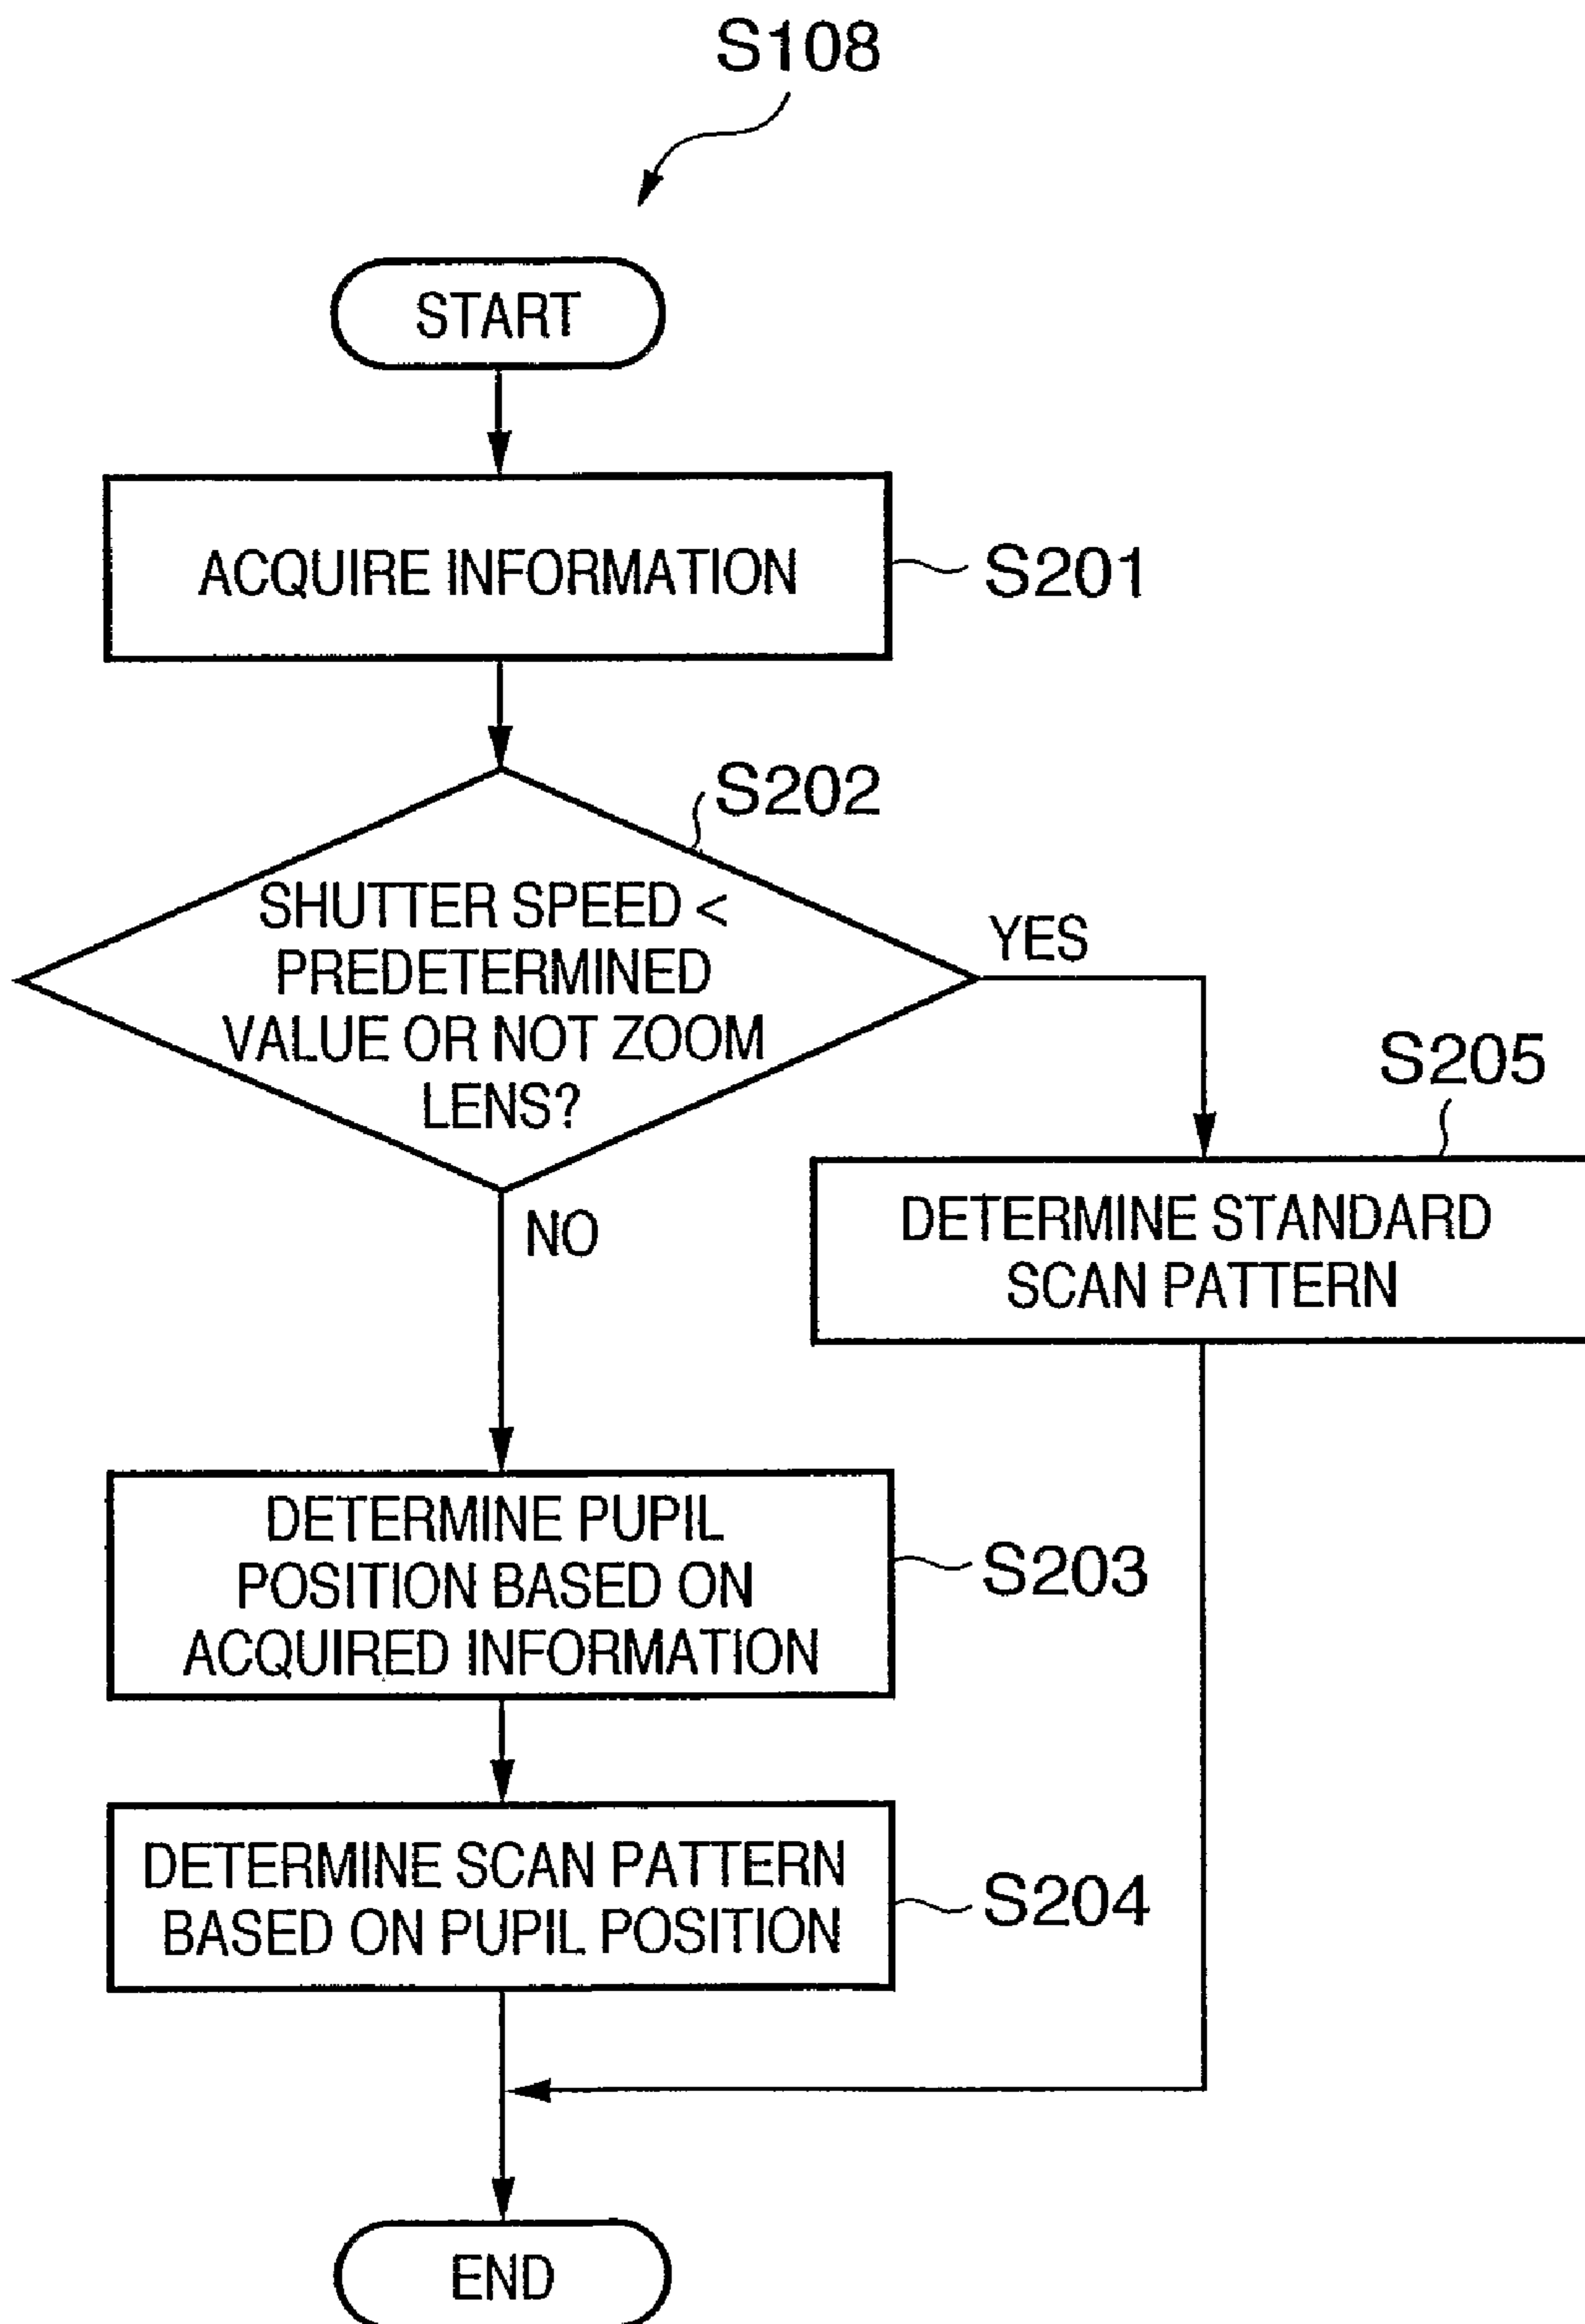 S108
START
ACQUIRE INFORMATION
S201
S202
SHUTTER SPEED <
PREDETERMINED
VALUE OR NOT ZOOM
LENS?
YES
NO
S205
DETERMINE STANDARD
SCAN PATTERN
DETERMINE PUPIL
POSITION BASED ON
ACQUIRED INFORMATION
S203
DETERMINE SCAN PATTERN
BASED ON PUPIL POSITION
S204
END